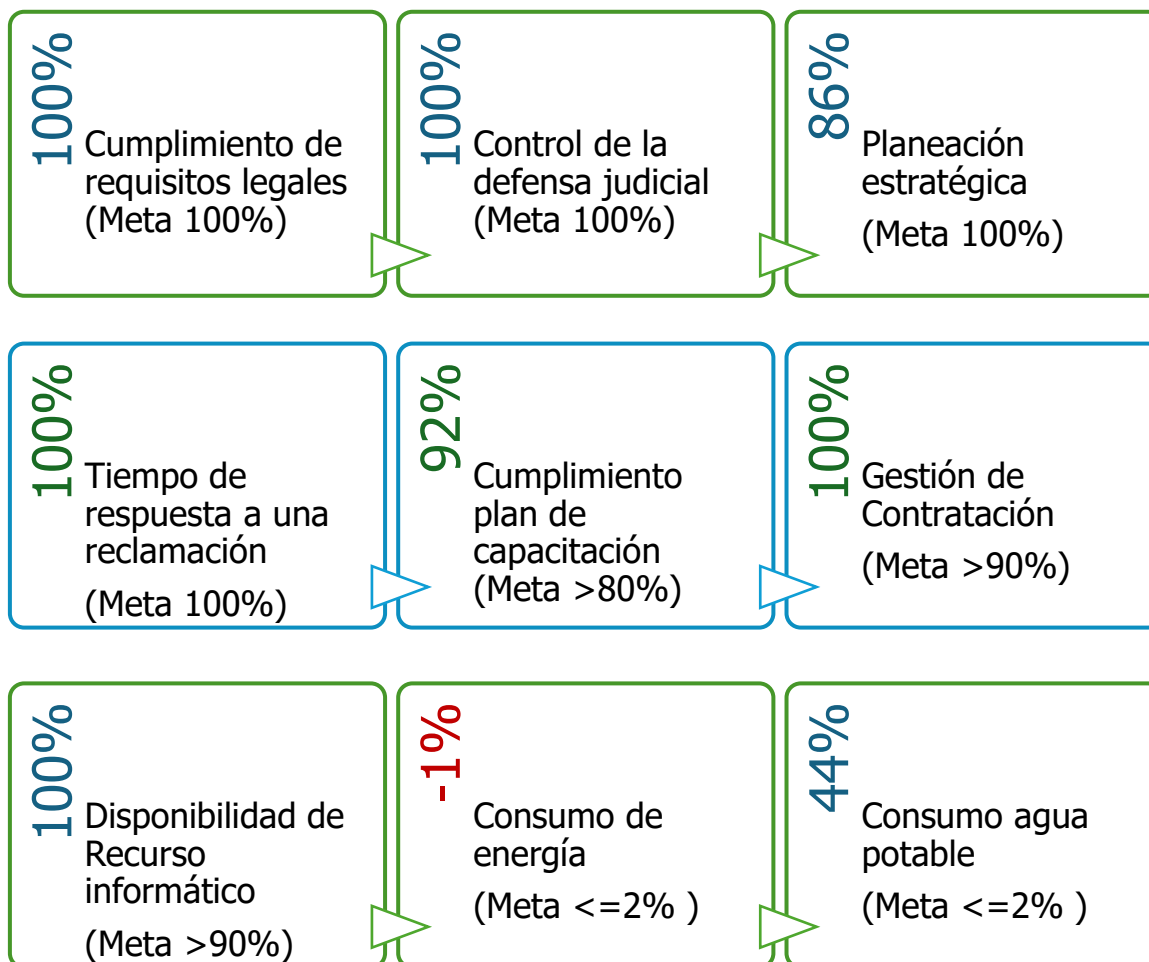 100%
Cumplimiento de
requisitos legales
(Meta 100%)
100%
Control de la
defensa judicial
(Meta 100%)
86%
Planeación
estratégica
(Meta 100%)
100%
Tiempo de
respuesta a una
reclamación
(Meta 100%)
92%
Cumplimiento
plan de
capacitación
(Meta >80%)
100%
Gestión de
Contratación
(Meta >90%)
100%
Disponibilidad de
Recurso
informático
(Meta >90%)
-1%
Consumo de
energía
(Meta <=2% )
44%
Consumo agua
potable
(Meta <=2% )